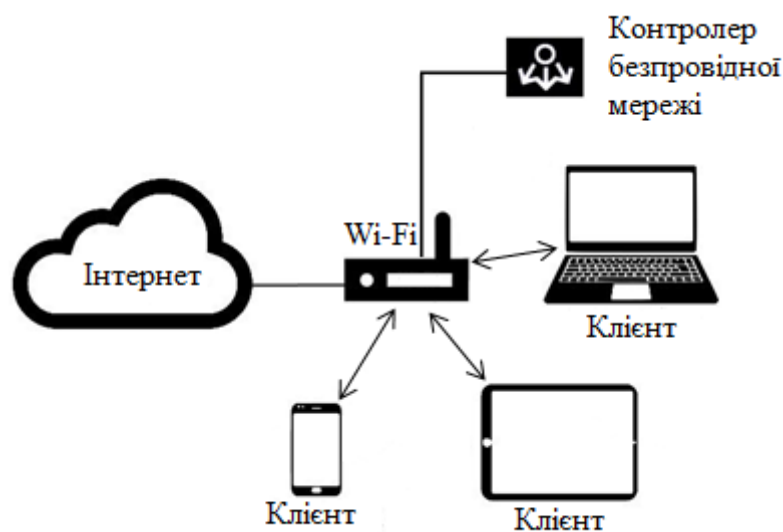 Контролер
безпровідної
мережі
Wi-Fi
Інтернет
Клієнт
Клієнт
Клієнт